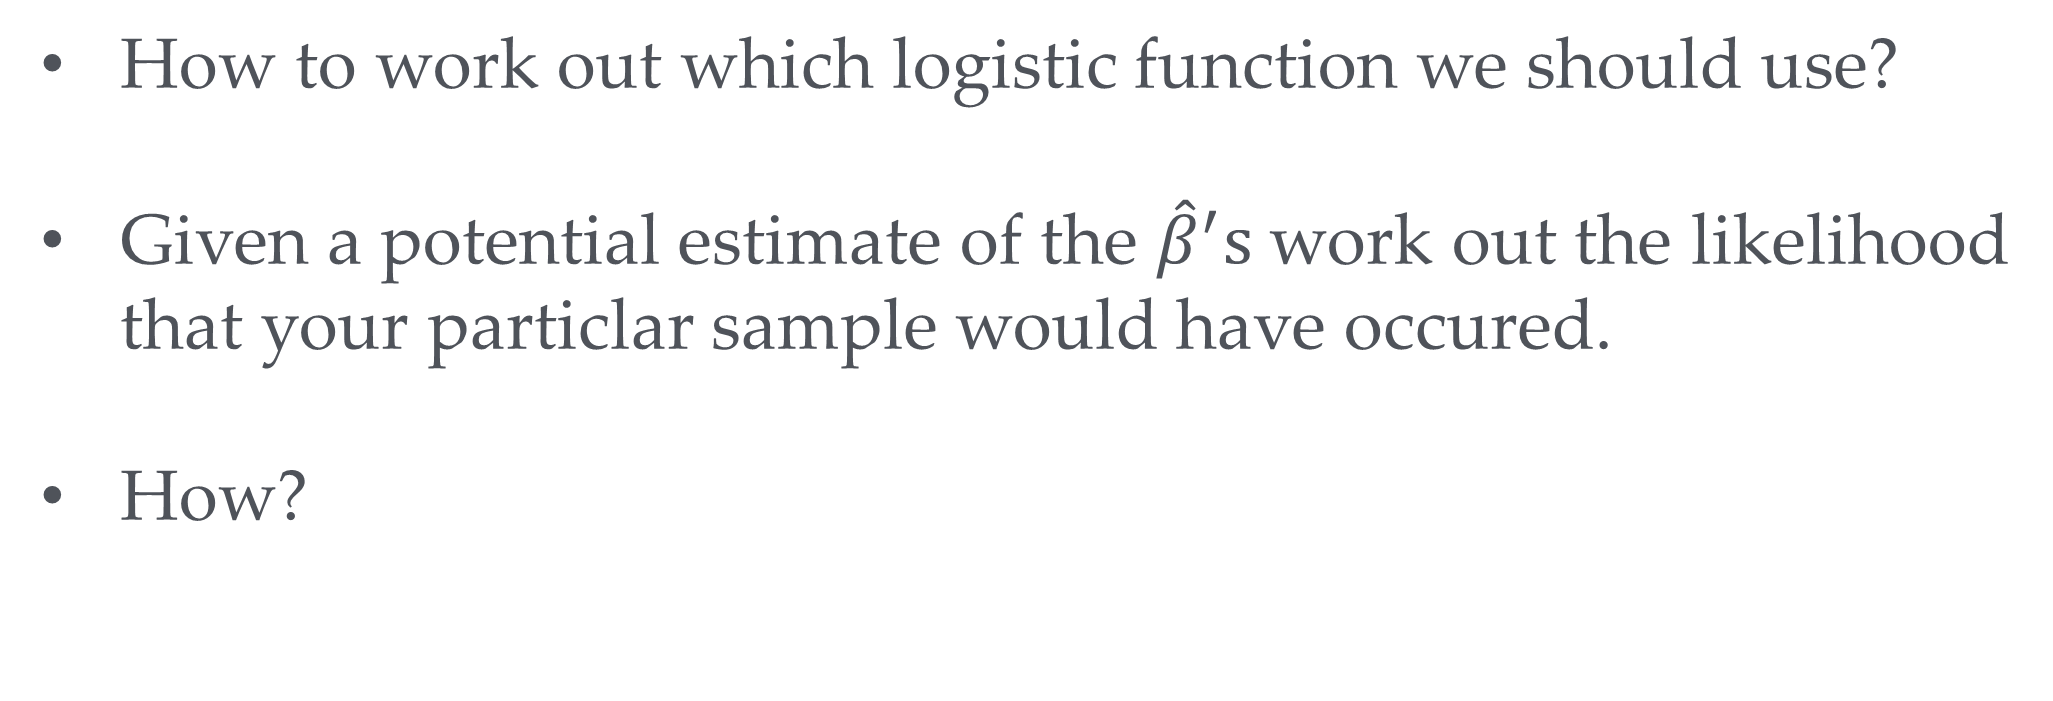 • How to work out which logistic function we should use?
• Given a potential estimate of the β̂′s work out the likelihood
that your particlar sample would have occured.
• How?